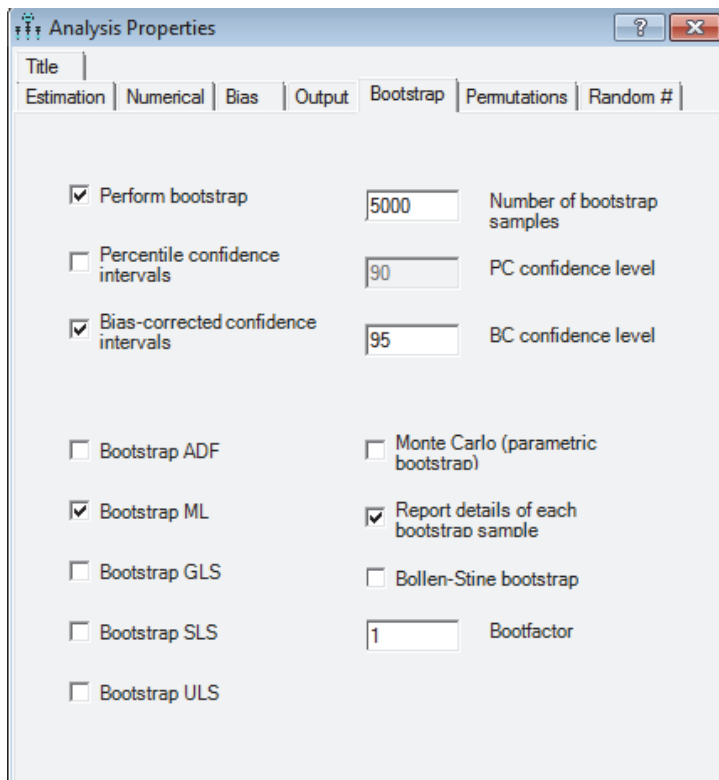 Analysis Properties
Title
Estimation Numerical Bias Output Bootstrap Permutations Random #
Perform bootstrap
5000
Number of bootstrap
samples
Percentile confidence
intervals
90
PC confidence level
Bias-corrected confidence
intervals
95
BC confidence level
Bootstrap ADF
Monte Carlo (parametric
bootstrap)
Bootstrap ML
Report details of each
bootstrap sample
Bootstrap GLS
Bollen-Stine bootstrap
Bootstrap SLS
1
Bootfactor
Bootstrap ULS